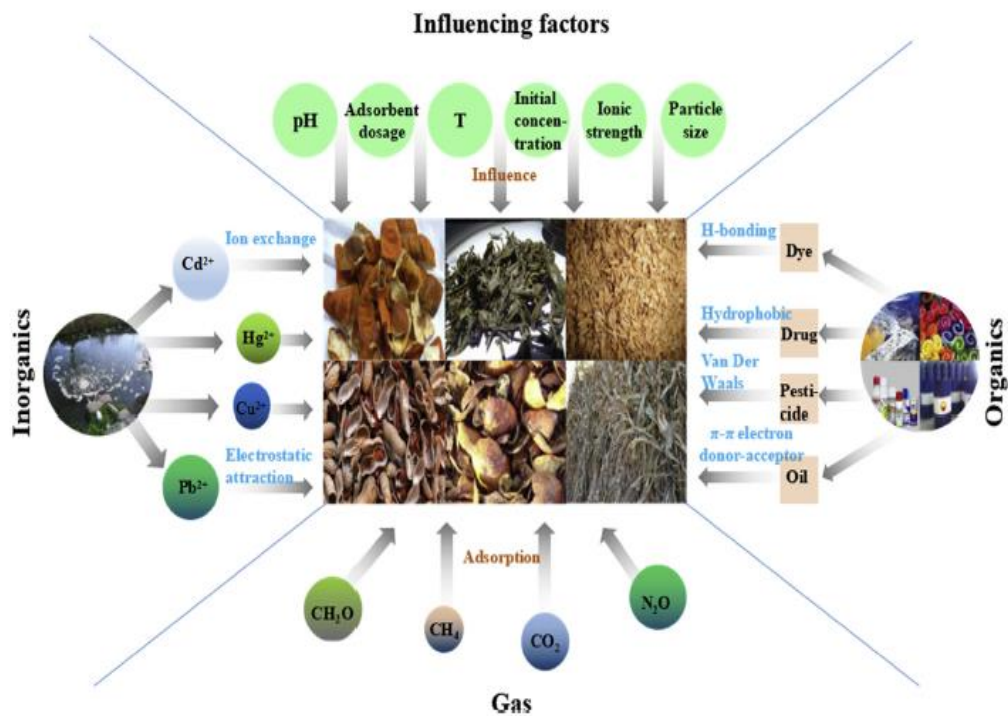 Influencing factors
pH
Adsorbent
dosage
T
Initial
concen-
tration
Ionic
strength
Particle
size
Influence
Inorganics
Cd²⁺
Ion exchange
Hg²⁺
Cu²⁺
Electrostatic
attraction
Pb²⁺
H-bonding
Dye
Hydrophobic
Drug
Van Der
Waals
Pesti-
cide
π-π electron
donor-acceptor
Oil
Organics
Adsorption
CH₂O
CH₄
CO₂
N₂O
Gas